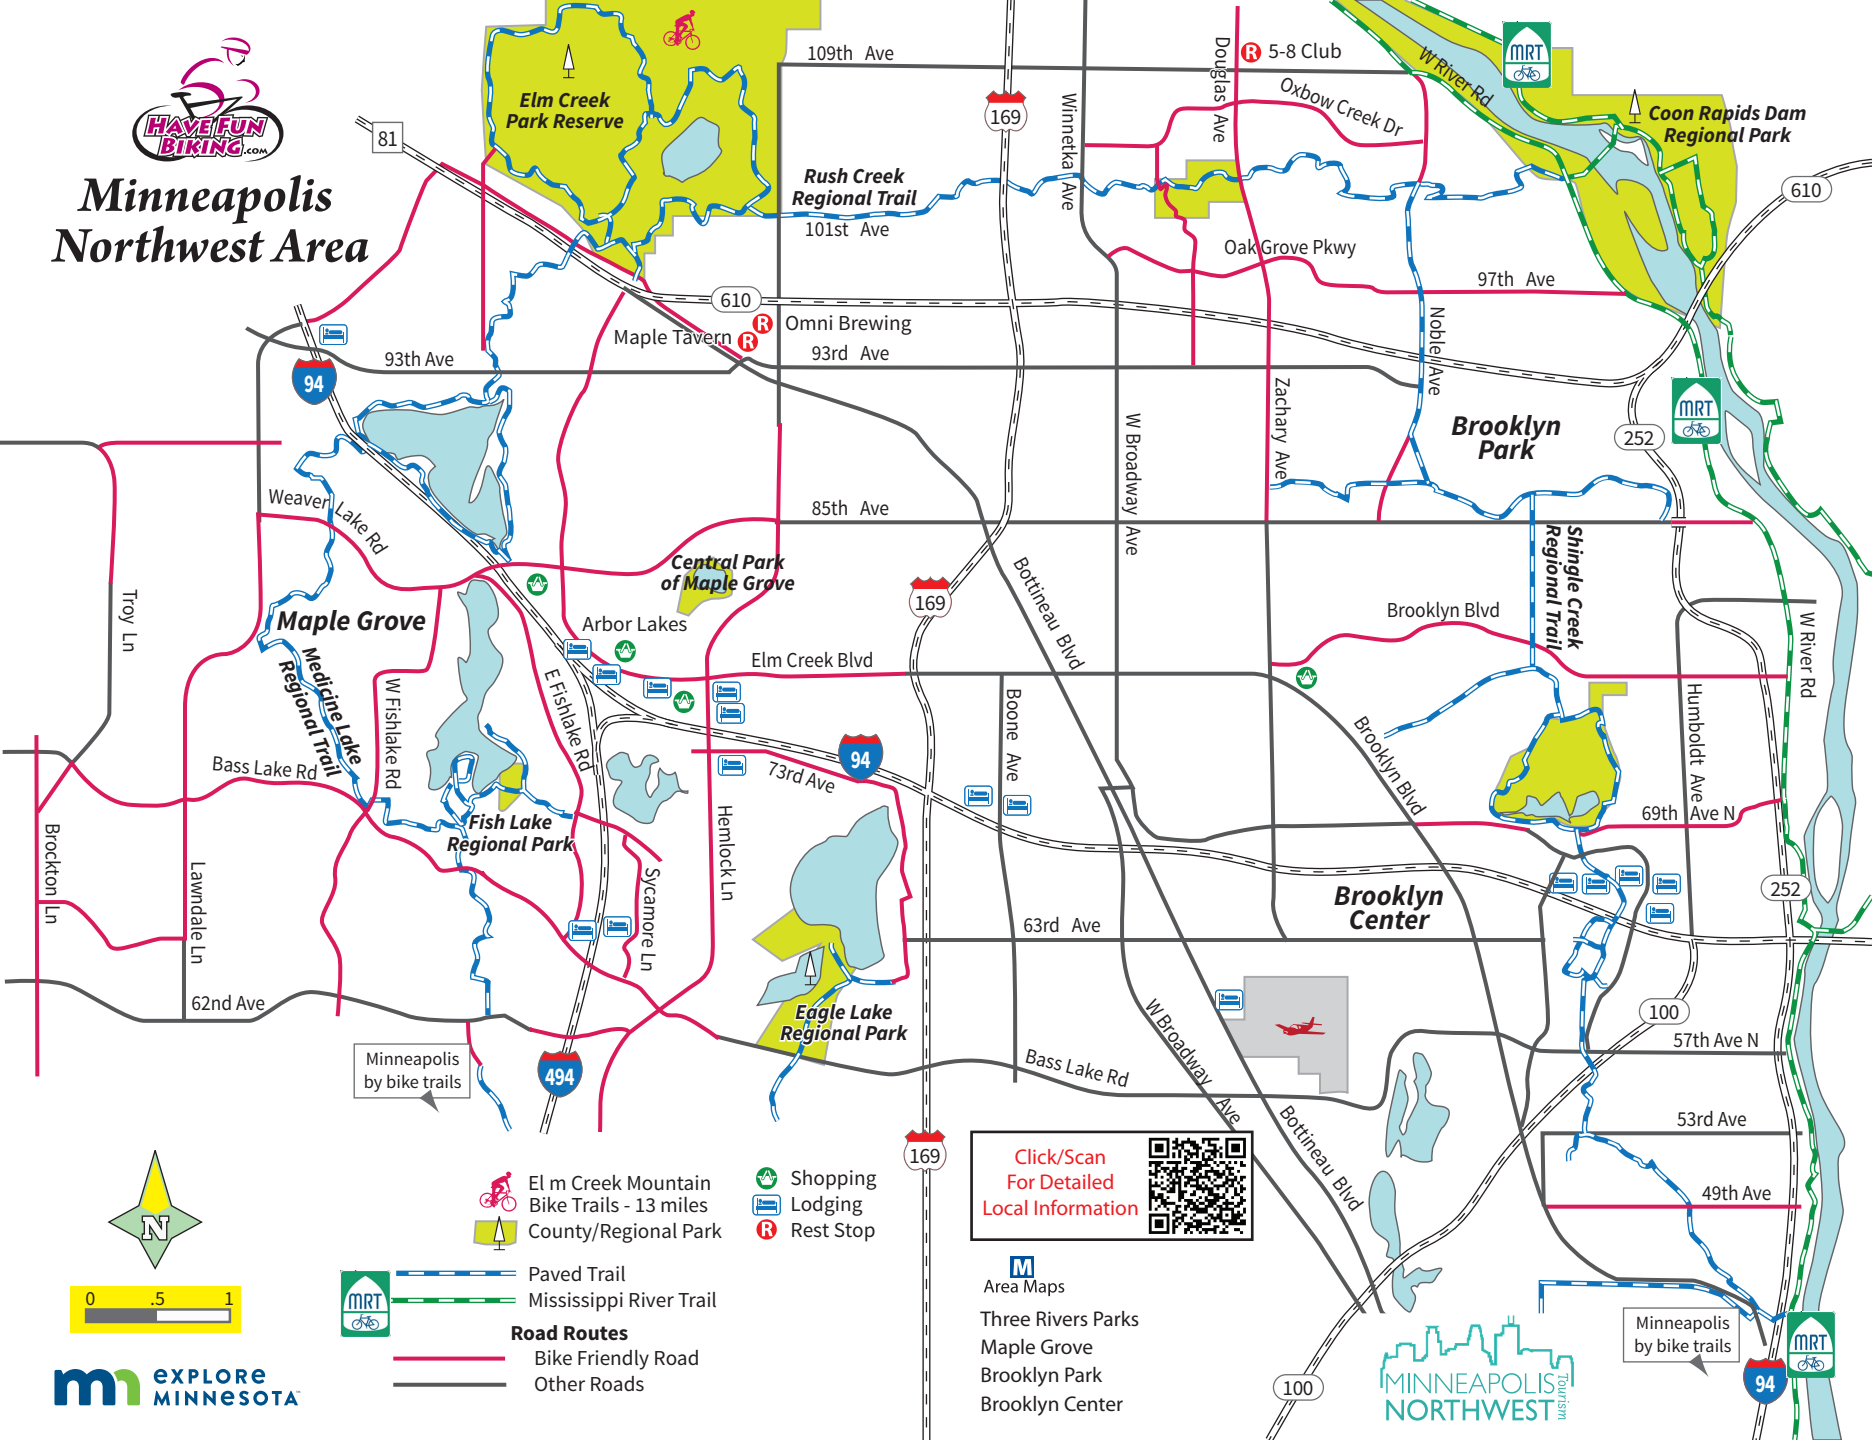 HAVE FUN
BIKING.COM
Minneapolis
Northwest Area
81
Elm Creek
Park Reserve
109th Ave
169
Winnetka Ave
Douglas Ave
R
5-8 Club
Oxbow Creek Dr
W River Rd
MRT
Coon Rapids Dam
Regional Park
610
Rush Creek
Regional Trail
101st Ave
Oak Grove Pkwy
97th Ave
610
Maple Tavern
R
R
Omni Brewing
93rd Ave
93th Ave
94
Noble Ave
Zachary Ave
W Broadway Ave
Brooklyn
Park
252
MRT
Weaver Lake Rd
85th Ave
Central Park
of Maple Grove
169
Bottineau Blvd
Shingle Creek
Regional Trail
Troy Ln
Maple Grove
Medicine Lake
Regional Trail
W Fishlake Rd
E Fishlake Rd
Arbor Lakes
Elm Creek Blvd
Brooklyn Blvd
W River Rd
Boone Ave
Brooklyn Blvd
Humboldt Ave N
Bass Lake Rd
94
73rd Ave
Hemlock Ln
Fish Lake
Regional Park
69th Ave N
Brockton Ln
Lawndale Ln
Sycamore Ln
Brooklyn
Center
252
63rd Ave
62nd Ave
Eagle Lake
Regional Park
W Broadway Ave
100
57th Ave N
Bass Lake Rd
Minneapolis
by bike trails
494
169
Bottineau Blvd
53rd Ave
49th Ave
Click/Scan
For Detailed
Local Information
N
El m Creek Mountain
Bike Trails - 13 miles
County/Regional Park
Shopping
Lodging
R
Rest Stop
M
Area Maps
Three Rivers Parks
Maple Grove
Brooklyn Park
Brooklyn Center
0 .5 1
MRT
Paved Trail
Mississippi River Trail
Road Routes
Bike Friendly Road
Other Roads
mn EXPLORE
MINNESOTA
100
MINNEAPOLIS
NORTHWEST
Tourism
Minneapolis
by bike trails
94
MRT